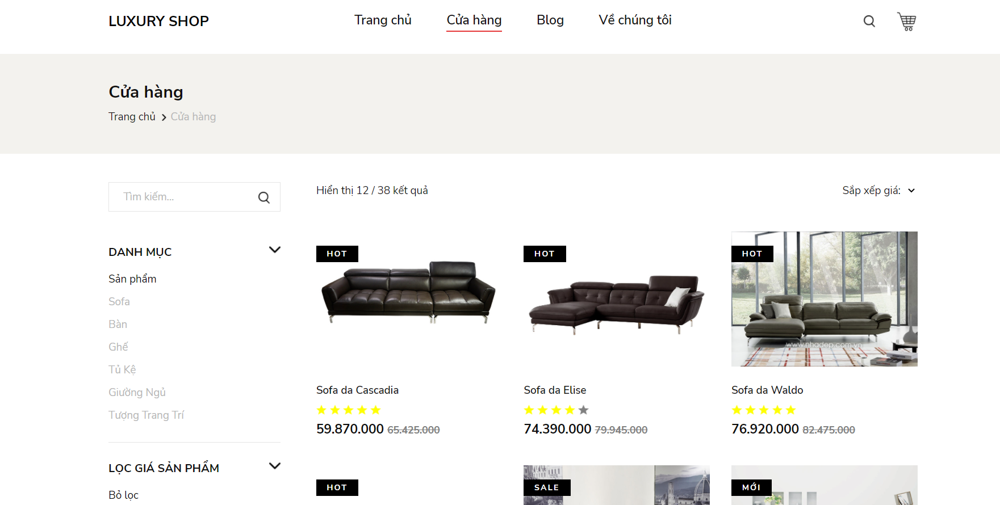 LUXURY SHOP
Trang chủ
Cửa hàng
Blog
Về chúng tôi
Cửa hàng
Trang chủ
Cửa hàng
Tìm kiếm...
Hiển thị 12 / 38 kết quả
Sắp xếp giá:
DANH MỤC
Sản phẩm
Sofa
Bàn
Ghế
Tủ Kệ
Giường Ngủ
Tượng Trang Trí
LỌC GIÁ SẢN PHẨM
Bỏ lọc
HOT
Sofa da Cascadia
59.870.000 65.425.000
HOT
Sofa da Elise
74.390.000 79.945.000
HOT
www.nhadep.com.vn
Sofa da Waldo
76.920.000 82.475.000
HOT
SALE
MỚI